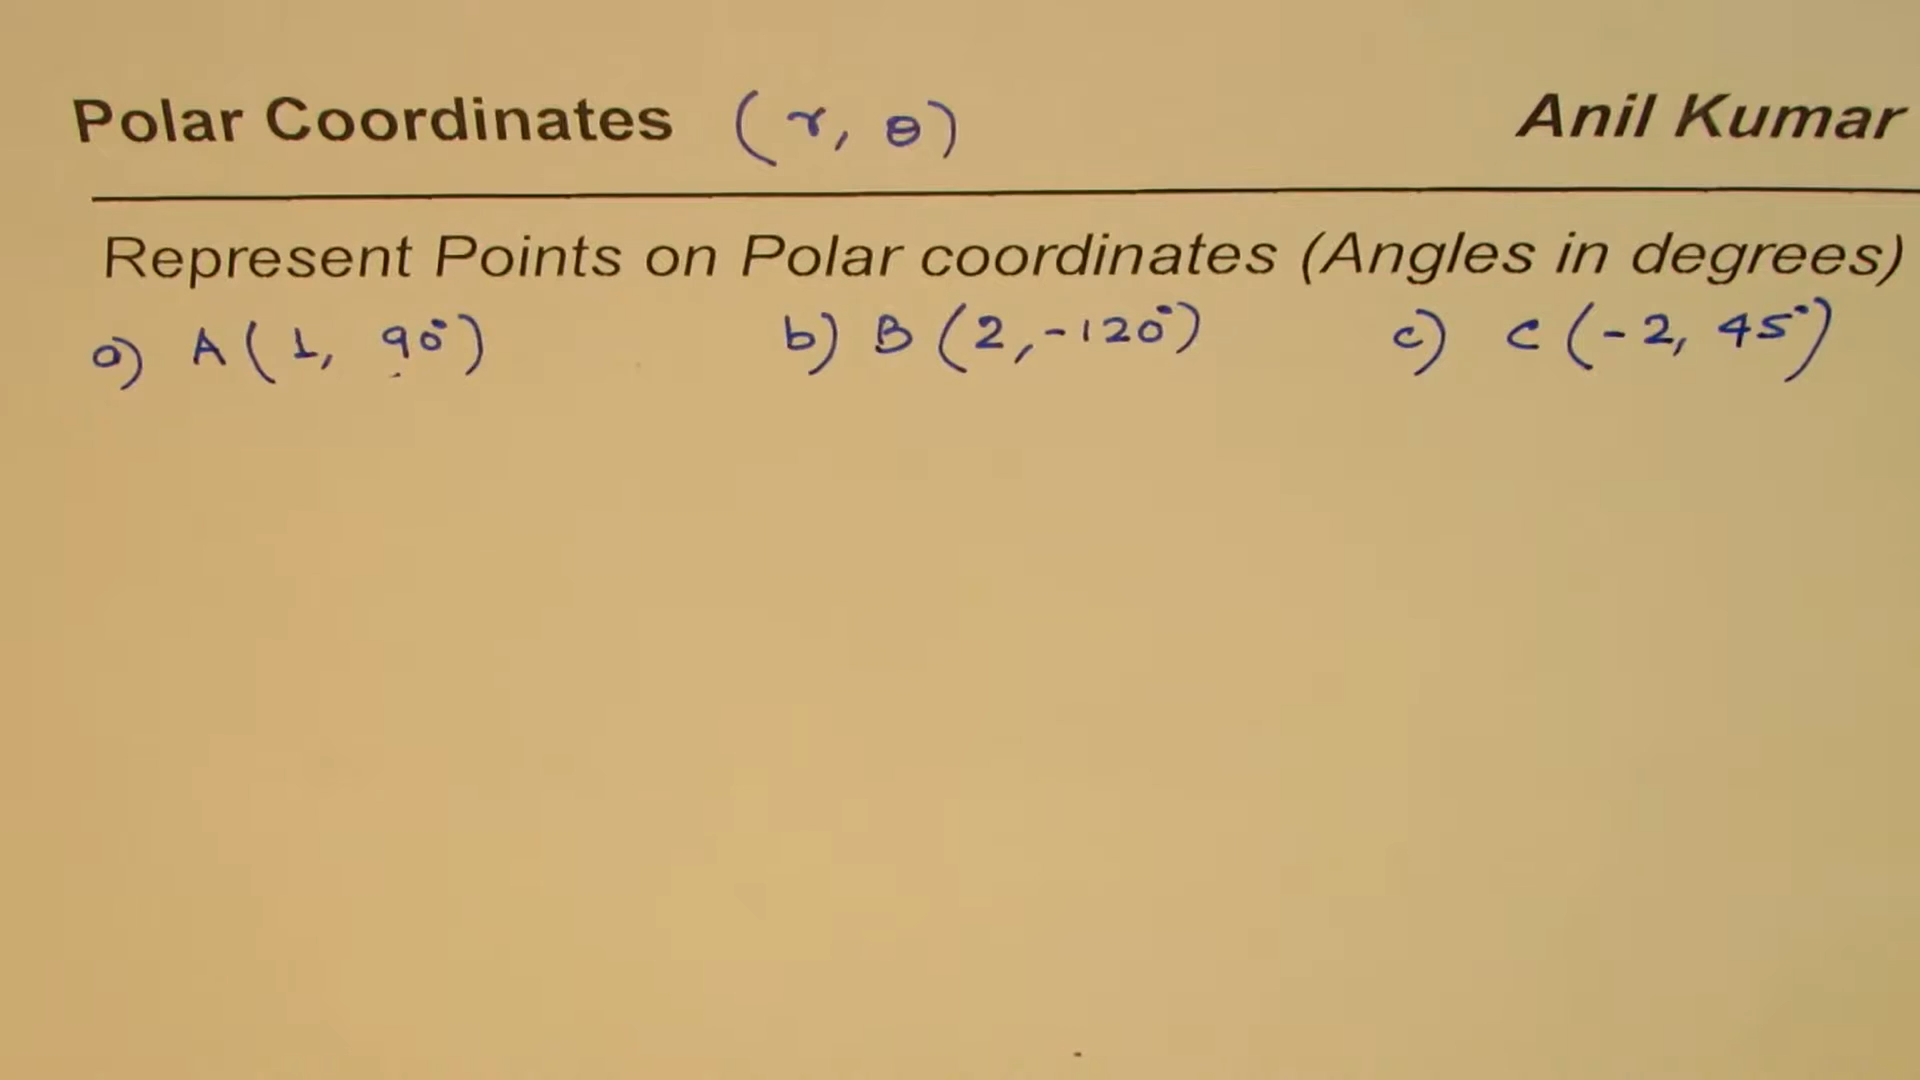 Polar Coordinates (r, θ) Anil Kumar
Represent Points on Polar coordinates (Angles in degrees)
a) A (1, 90°) b) B (2, -120°) c) C (-2, 45°)